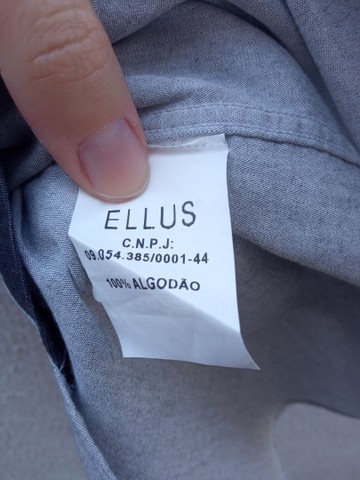 ELLUS
C.N.P.J:
09.054.385/0001-44
100% ALGODÃO